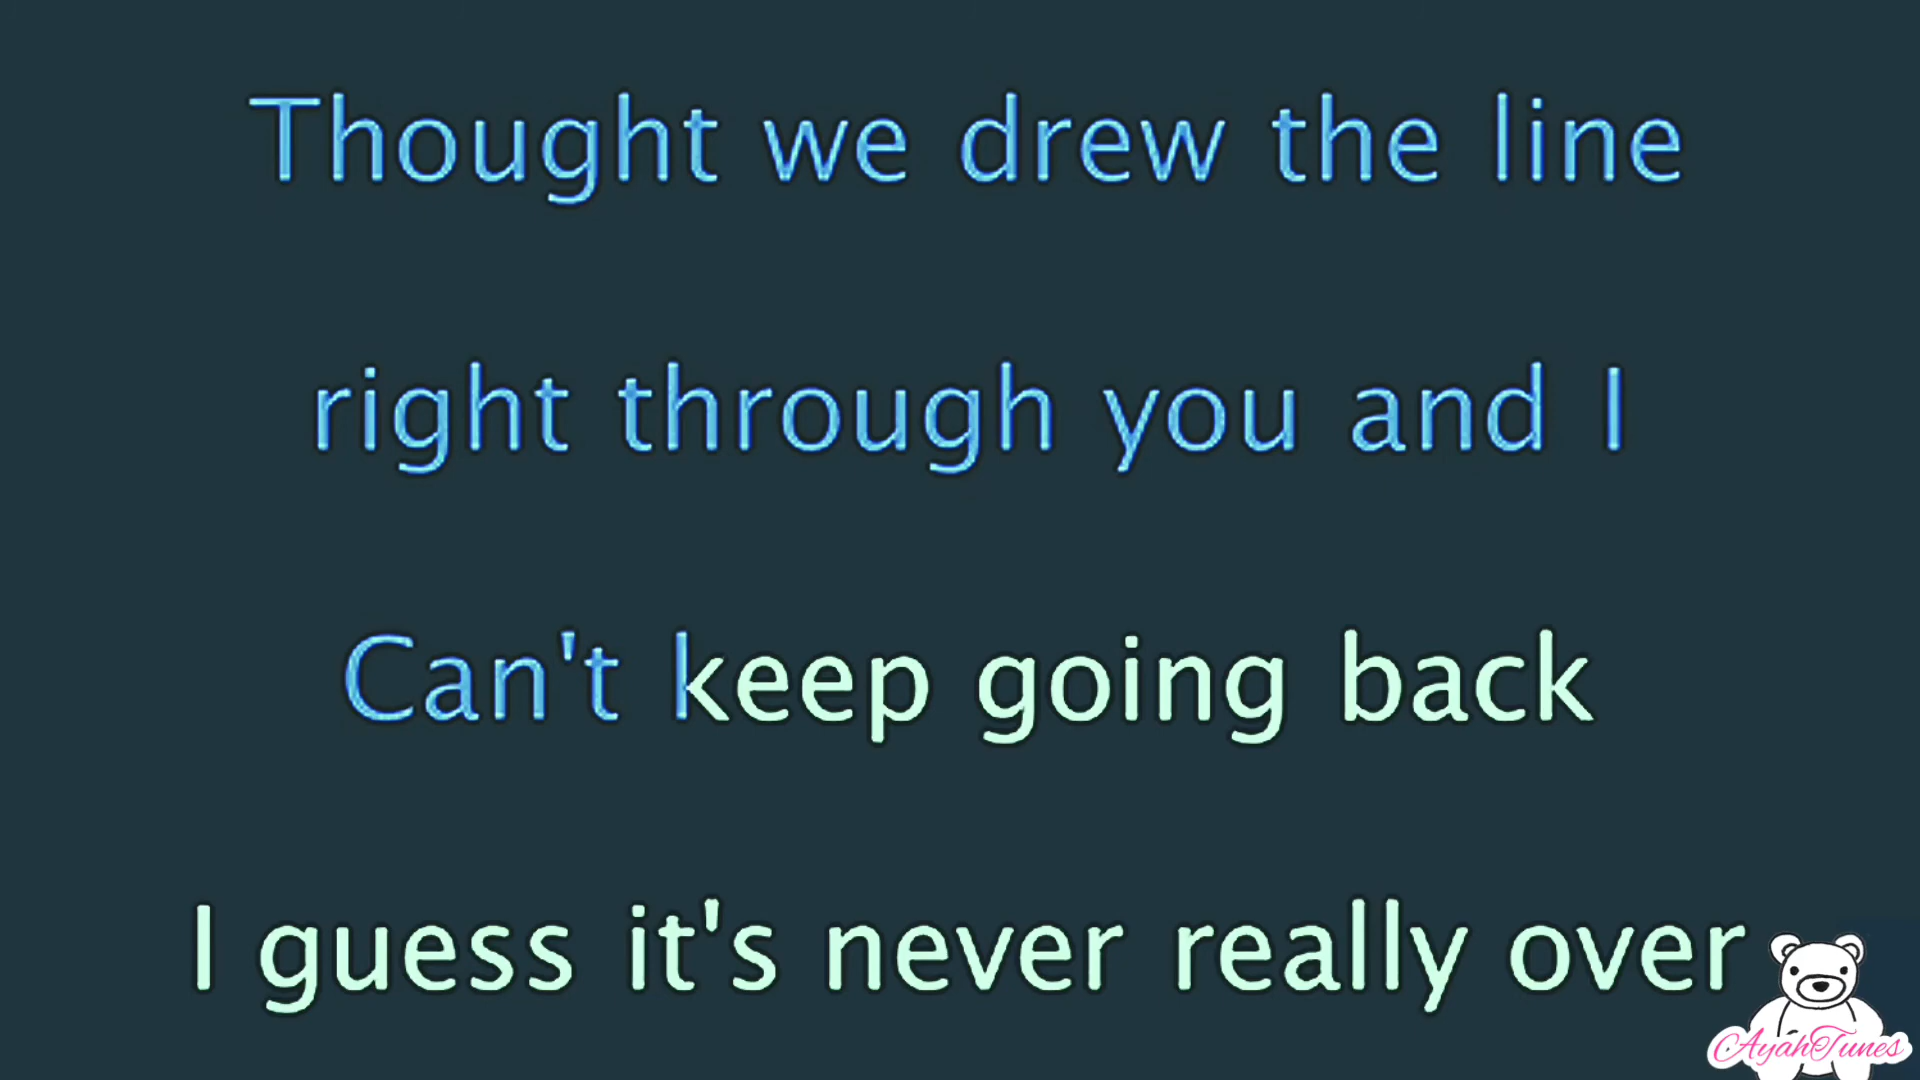 Thought we drew the line
right through you and I
Can't keep going back
I guess it's never really over
AyahTunes